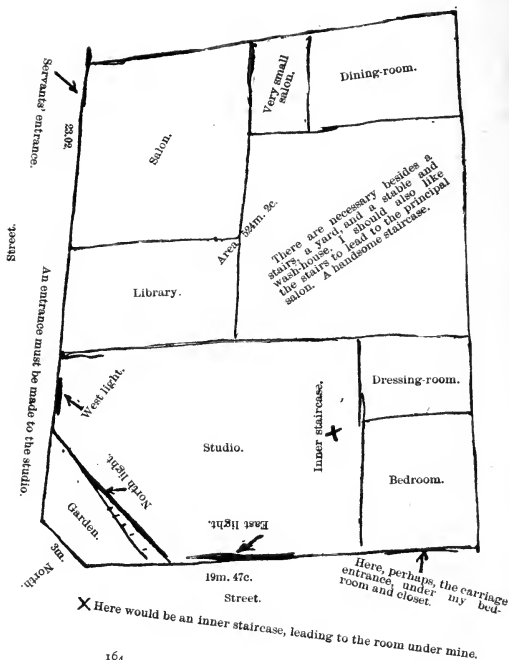 Servants' entrance.
23.02.
Street.
An entrance must be made to the studio.
Salon.
Very small
salon.
Dining-room.
Area, 524m. 2c.
There are necessary besides a
stairs, a yard, and a stable and
wash-house. I should also like
the stairs to lead to the principal
salon. A handsome staircase.
Library.
West light.
North light.
Garden.
3m.
North.
Studio.
Inner staircase.
X
Dressing-room.
Bedroom.
East light.
19m. 47c.
Street.
Here, perhaps, the carriage
entrance, under my bed-
room and closet.
X Here would be an inner staircase, leading to the room under mine.
164